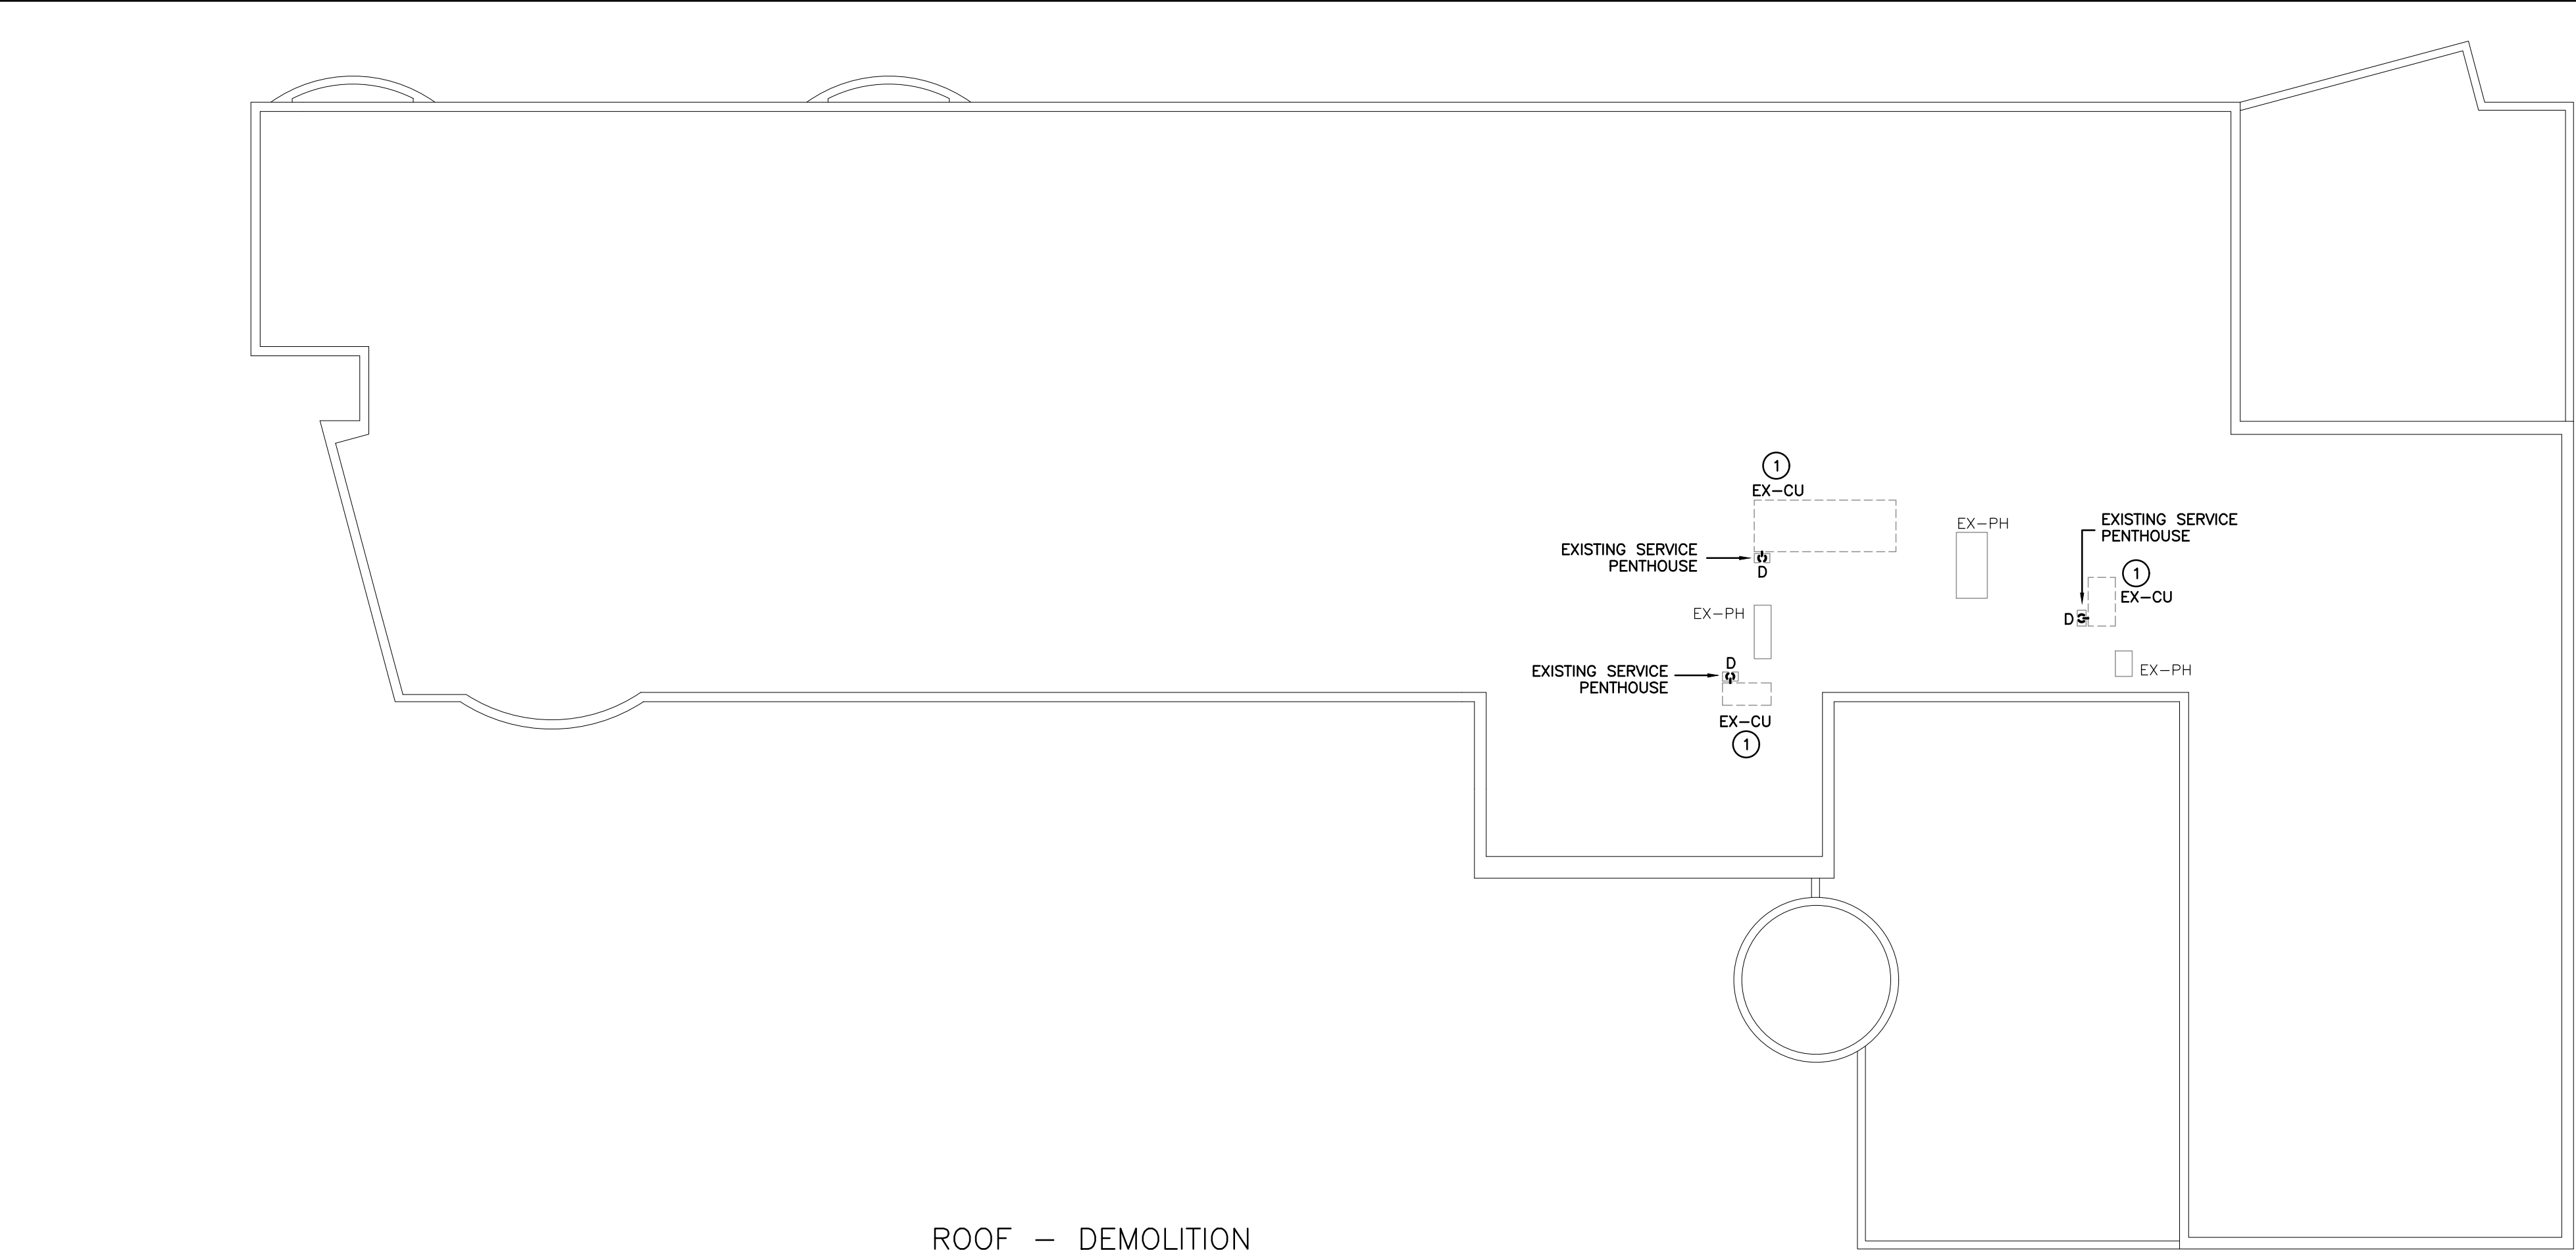 1
EX-CU
EXISTING SERVICE
PENTHOUSE
D
EX-PH
EXISTING SERVICE
PENTHOUSE
1
EX-CU
D
EX-PH
EX-PH
D
EXISTING SERVICE
PENTHOUSE
EX-CU
1
ROOF - DEMOLITION